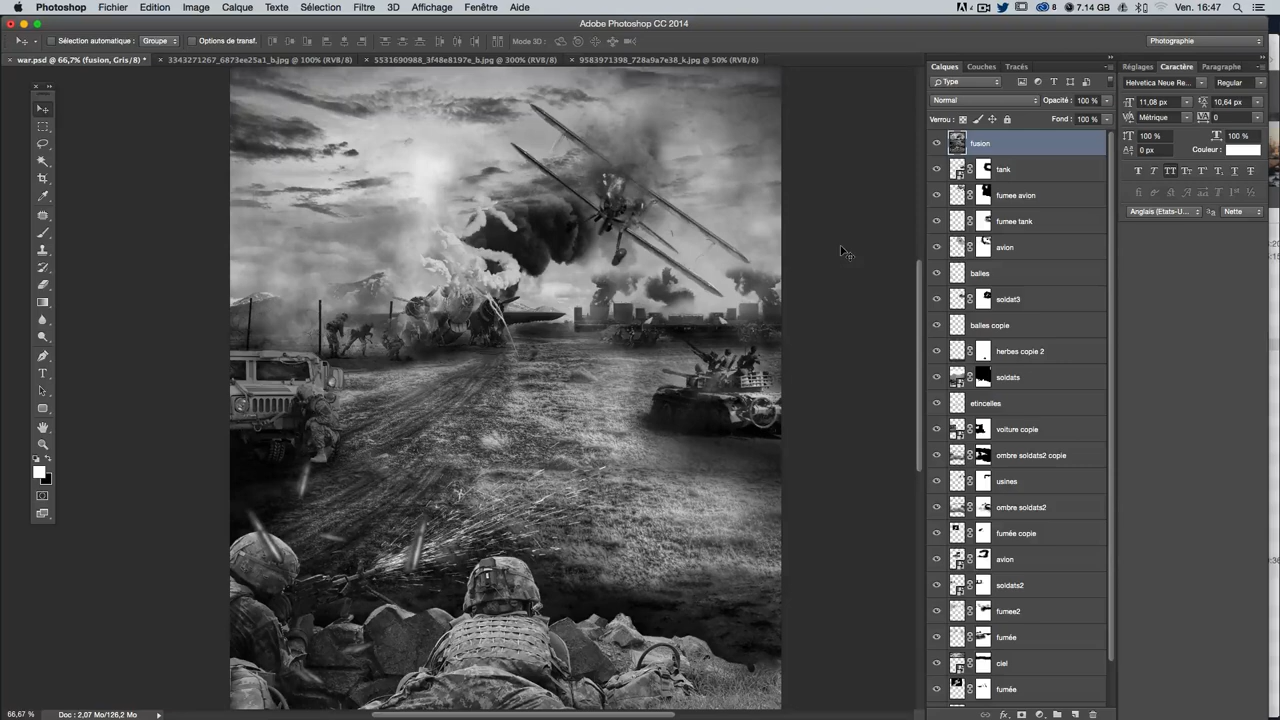 Photoshop Fichier Edition Image Calque Texte Sélection Filtre 3D Affichage Fenêtre Aide 8 7.14 GB Ven. 16:47
Adobe Photoshop CC 2014
Sélection automatique : Groupe Options de transf. Mode 3D : Photographie
war.psd @ 66,7% (fusion, Gris/8) * 3343271267_6873ee25a1_b.jpg @ 100% (RVB/8) 5531690988_3f48e8197e_b.jpg @ 300% (RVB/8) 9583971398_728a9a7e38_k.jpg @ 50% (RVB/8)
Calques Couches Tracés
Type
Normal Opacité : 100 %
Verrou : Fond : 100 %
fusion
tank
fumee avion
fumee tank
avion
balles
soldat3
balles copie
herbes copie 2
soldats
etincelles
voiture copie
ombre soldats2 copie
usines
ombre soldats2
fumée copie
avion
soldats2
fumee2
fumée
ciel
fumée
Réglages Caractère Paragraphe
Helvetica Neue Re... Regular
11,08 px 10,64 px
Métrique 0
100 % 100 %
0 px Couleur :
Anglais (Etats-U... Nette
66,67 % Doc : 2,07 Mo/126,2 Mo